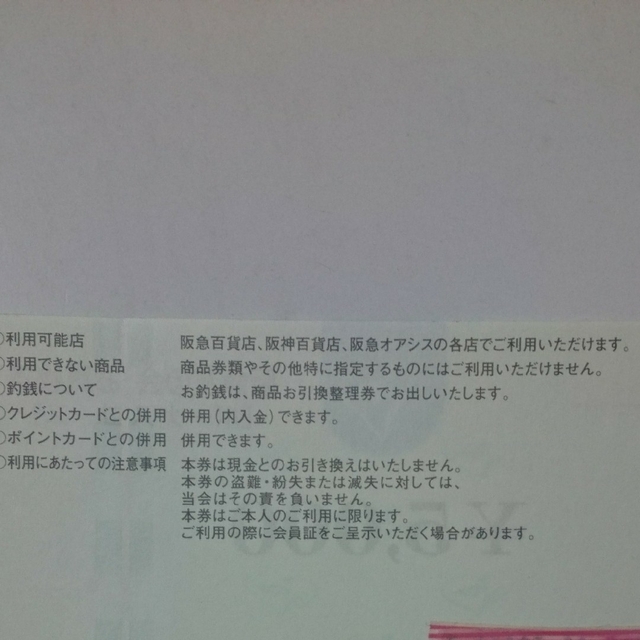 ○利用可能店 阪急百貨店、阪神百貨店、阪急オアシスの各店でご利用いただけます。
○利用できない商品 商品券類やその他特に指定するものにはご利用いただけません。
○釣銭について お釣銭は、商品お引換整理券でお出しいたします。
○クレジットカードとの併用 併用(内入金)できます。
○ポイントカードとの併用 併用できます。
○利用にあたっての注意事項 本券は現金とのお引き換えはいたしません。
本券の盗難・紛失または滅失に対しては、
当会はその責を負いません。
本券はご本人のご利用に限ります。
ご利用の際に会員証をご呈示いただく場合があります。